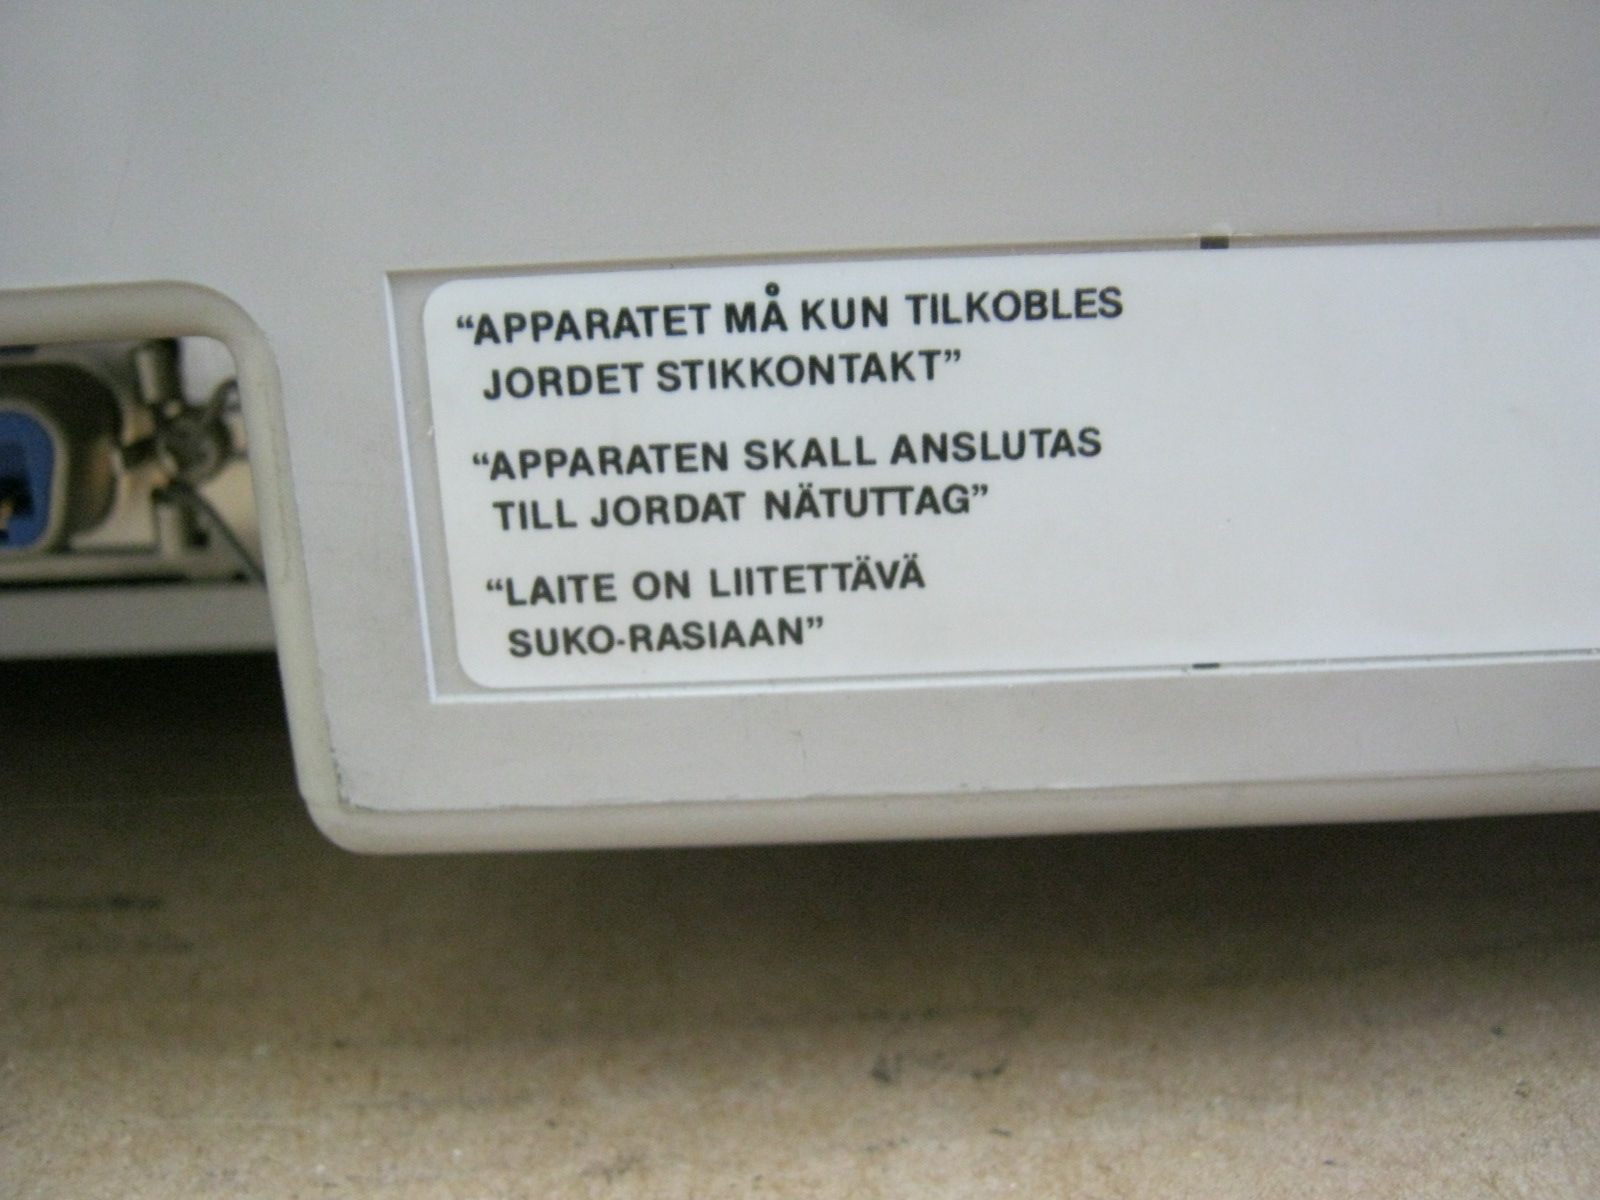 “APPARATET MÅ KUN TILKOBLES
JORDET STIKKONTAKT”
“APPARATEN SKALL ANSLUTAS
TILL JORDAT NÄTUTTAG”
“LAITE ON LIITETTÄVÄ
SUKO-RASIAAN”